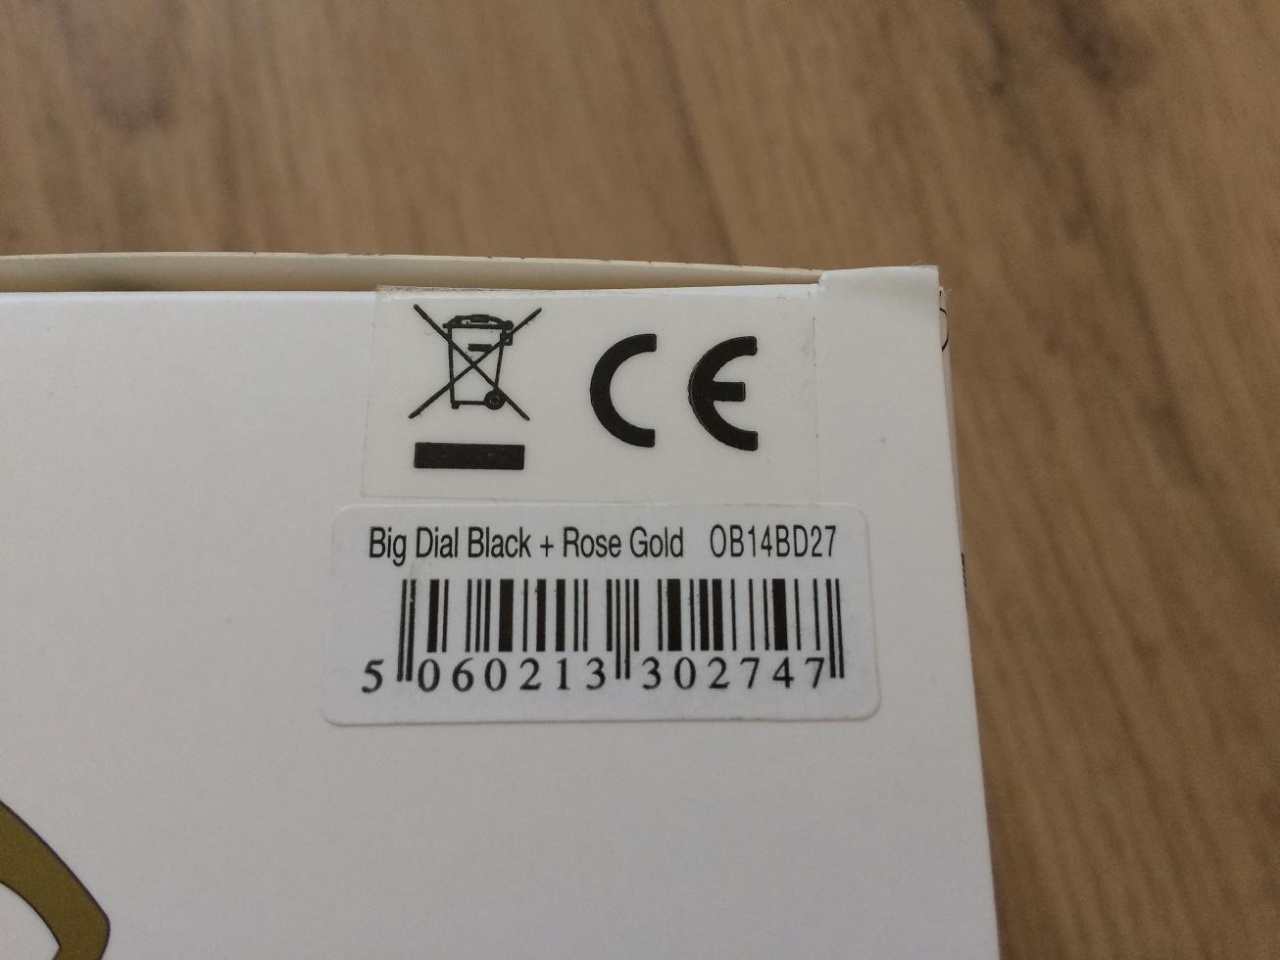 CE
Big Dial Black + Rose Gold OB14BD27
5 060213 302747